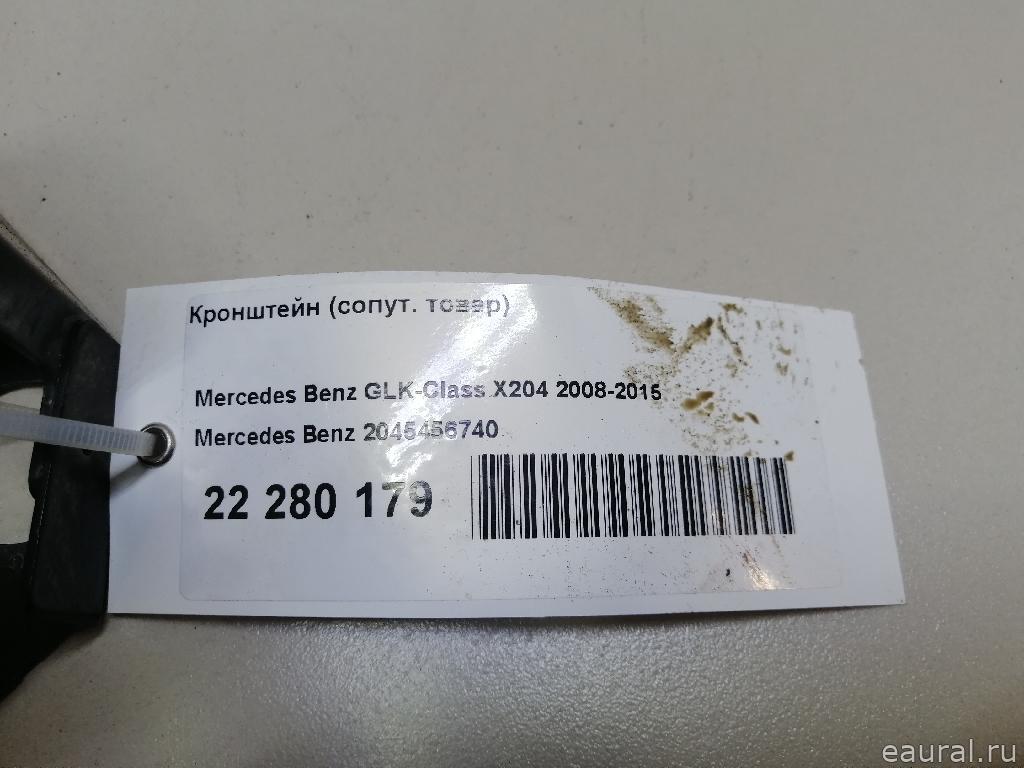 Кронштейн (сопут. товар)
Mercedes Benz GLK-Class X204 2008-2015
Mercedes Benz 2045456740
22 280 179
eaural.ru